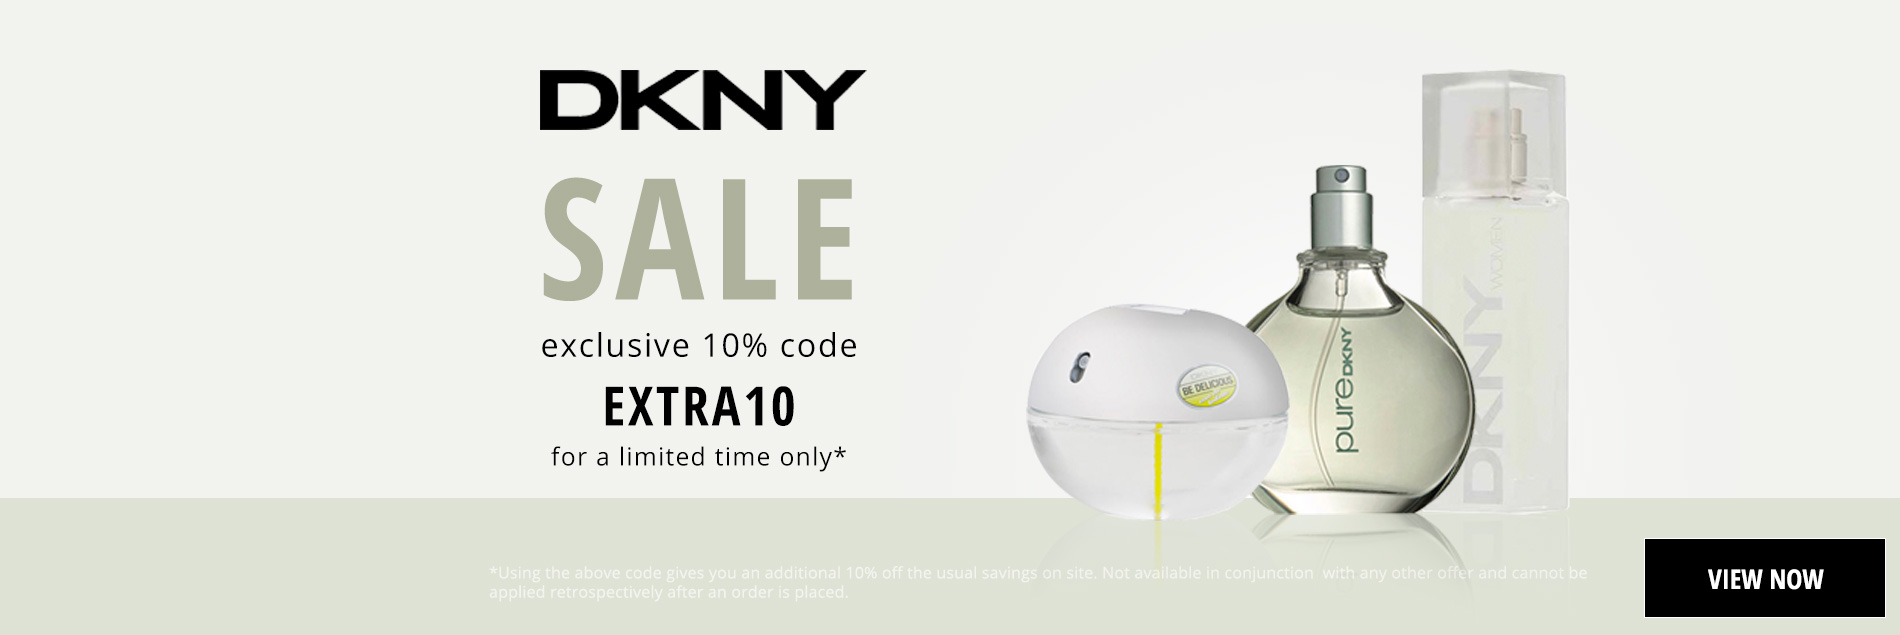 DKNY
SALE
exclusive 10% code
EXTRA10
for a limited time only*
DKNY
BE DELICIOUS
pureDKNY
DKNY WOMEN
*Using the above code gives you an additional 10% off the usual savings on site. Not available in conjunction with any other offer and cannot be
applied retrospectively after an order is placed.
VIEW NOW